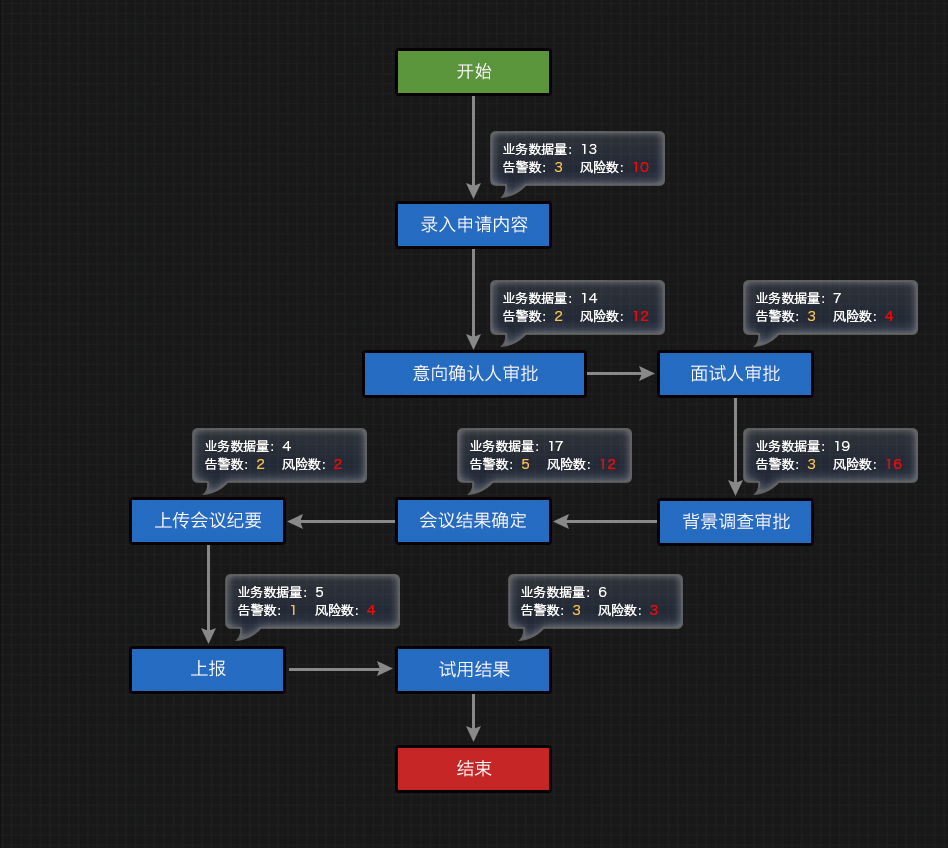 开始
业务数据量：13
告警数：3 风险数：10
录入申请内容
业务数据量：14
告警数：2 风险数：12
业务数据量：7
告警数：3 风险数：4
意向确认人审批
面试人审批
业务数据量：4
告警数：2 风险数：2
业务数据量：17
告警数：5 风险数：12
业务数据量：19
告警数：3 风险数：16
上传会议纪要
会议结果确定
背景调查审批
业务数据量：5
告警数：1 风险数：4
业务数据量：6
告警数：3 风险数：3
上报
试用结果
结束